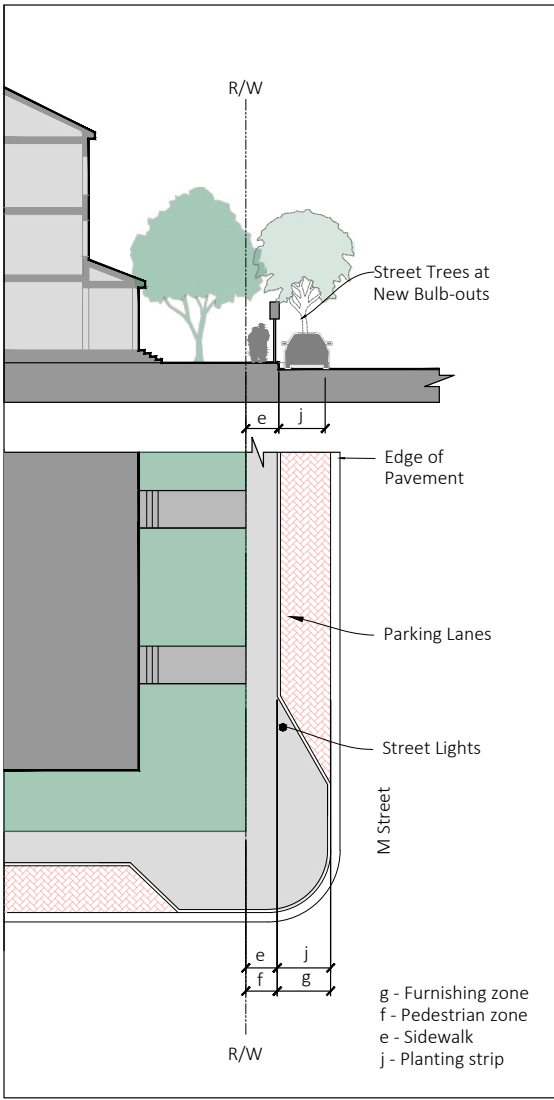 R/W
Street Trees at
New Bulb-outs
e
j
Edge of
Pavement
Parking Lanes
Street Lights
M Street
e
j
f
g
g - Furnishing zone
f - Pedestrian zone
e - Sidewalk
j - Planting strip
R/W